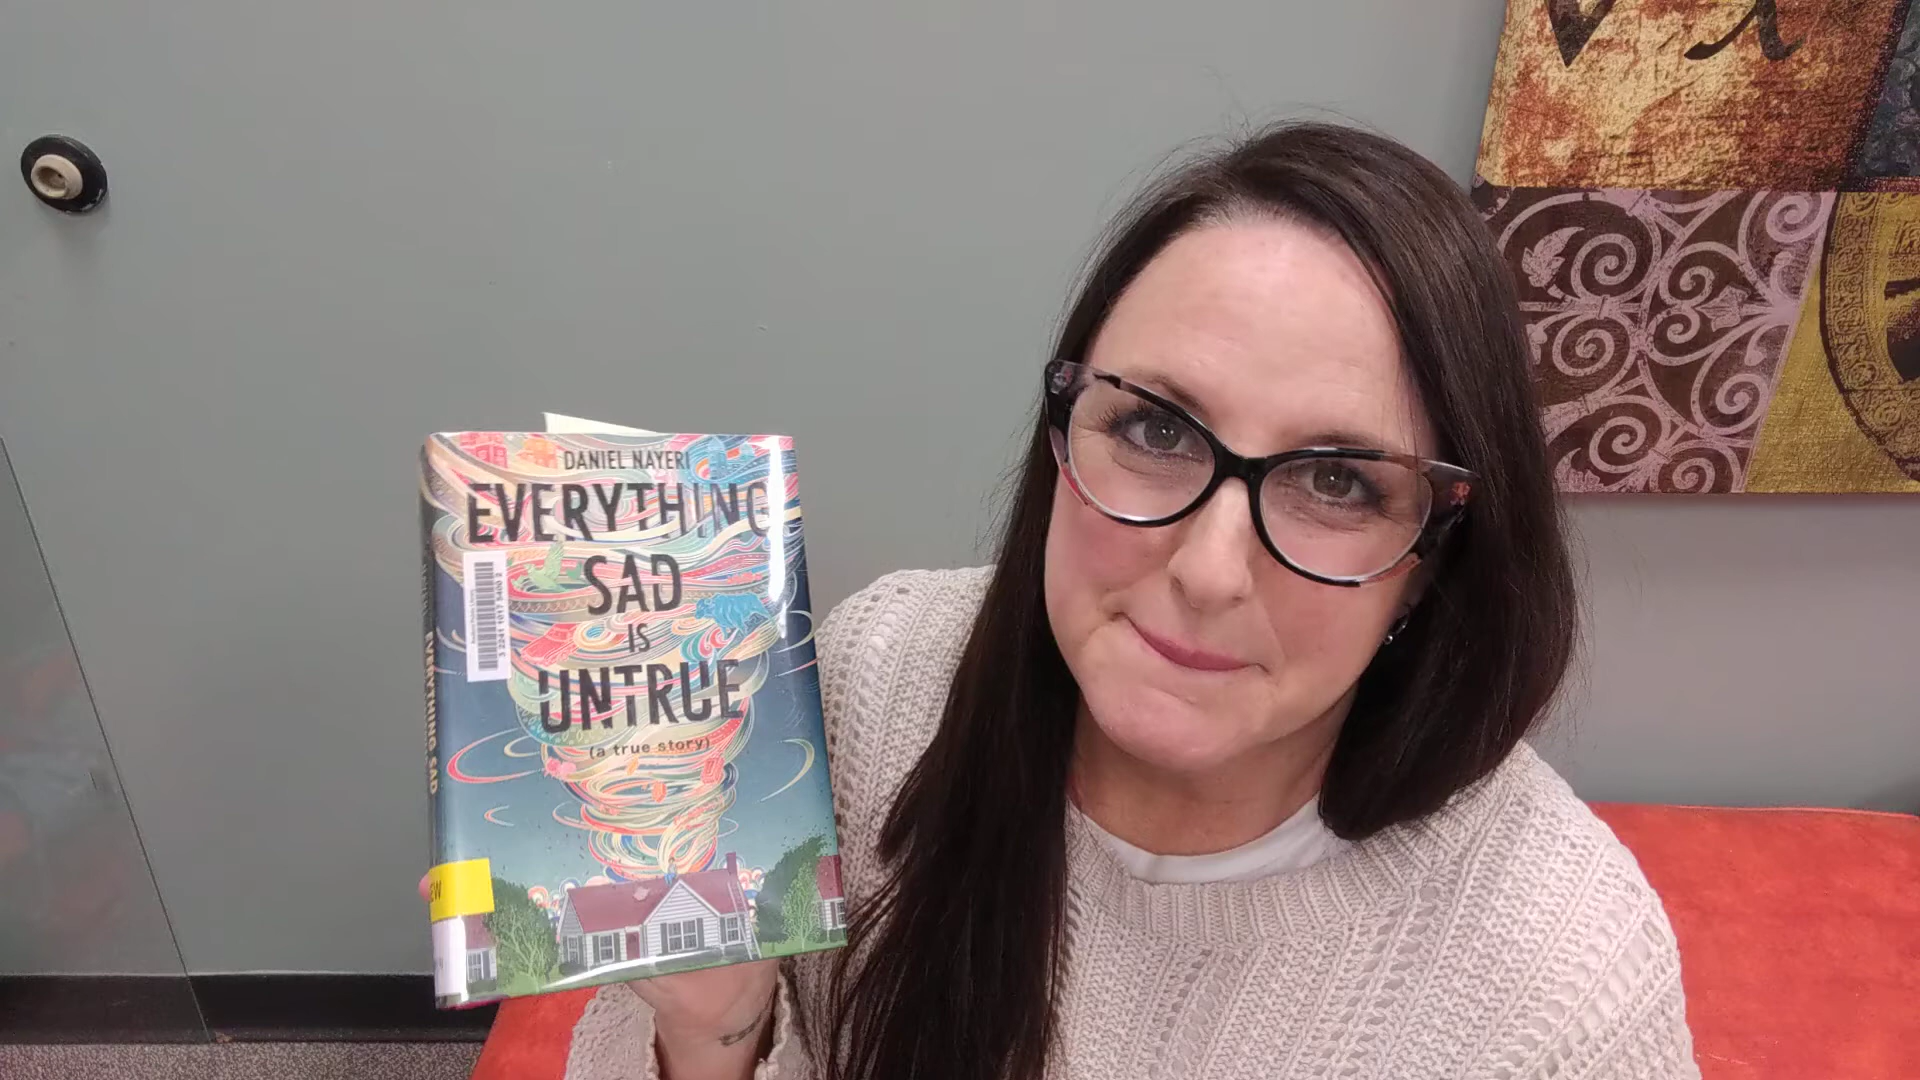 DANIEL NAYERI
EVERYTHING
SAD
IS
UNTRUE
(a true story)
EVERYTHING SAD